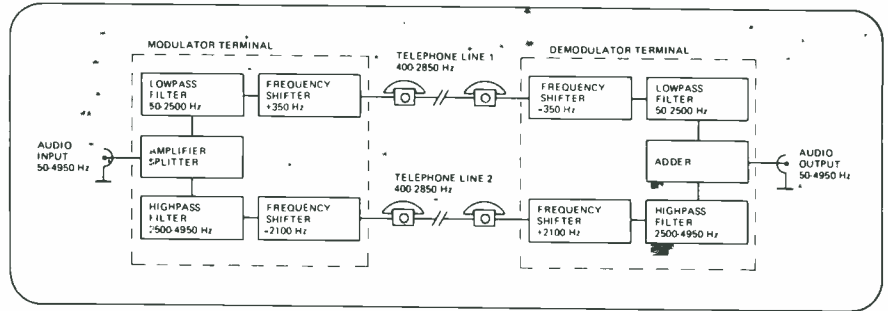 MODULATOR TERMINAL
TELEPHONE LINE 1
400-2850 Hz
DEMODULATOR TERMINAL
LOWPASS
FILTER
50-2500 Hz
FREQUENCY
SHIFTER
+350 Hz
FREQUENCY
SHIFTER
-350 Hz
LOWPASS
FILTER
50-2500 Hz
AUDIO
INPUT
50-4950 Hz
AMPLIFIER
SPLITTER
ADDER
AUDIO
OUTPUT
50-4950 Hz
TELEPHONE LINE 2
400-2850 Hz
HIGHPASS
FILTER
2500-4950 Hz
FREQUENCY
SHIFTER
-2100 Hz
FREQUENCY
SHIFTER
+2100 Hz
HIGHPASS
FILTER
2500-4950 Hz